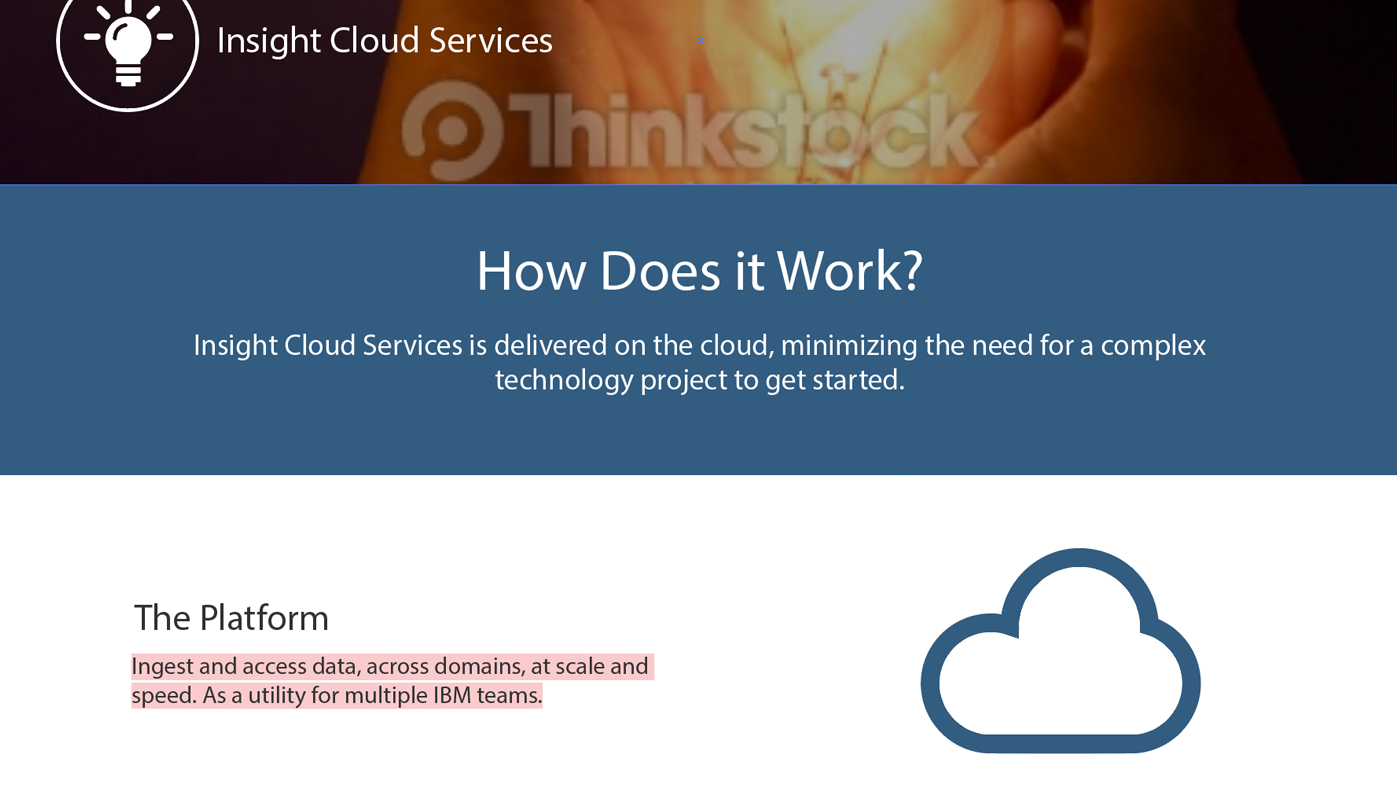 Insight Cloud Services
Thinkstock.
How Does it Work?
Insight Cloud Services is delivered on the cloud, minimizing the need for a complex
technology project to get started.
The Platform
Ingest and access data, across domains, at scale and
speed. As a utility for multiple IBM teams.